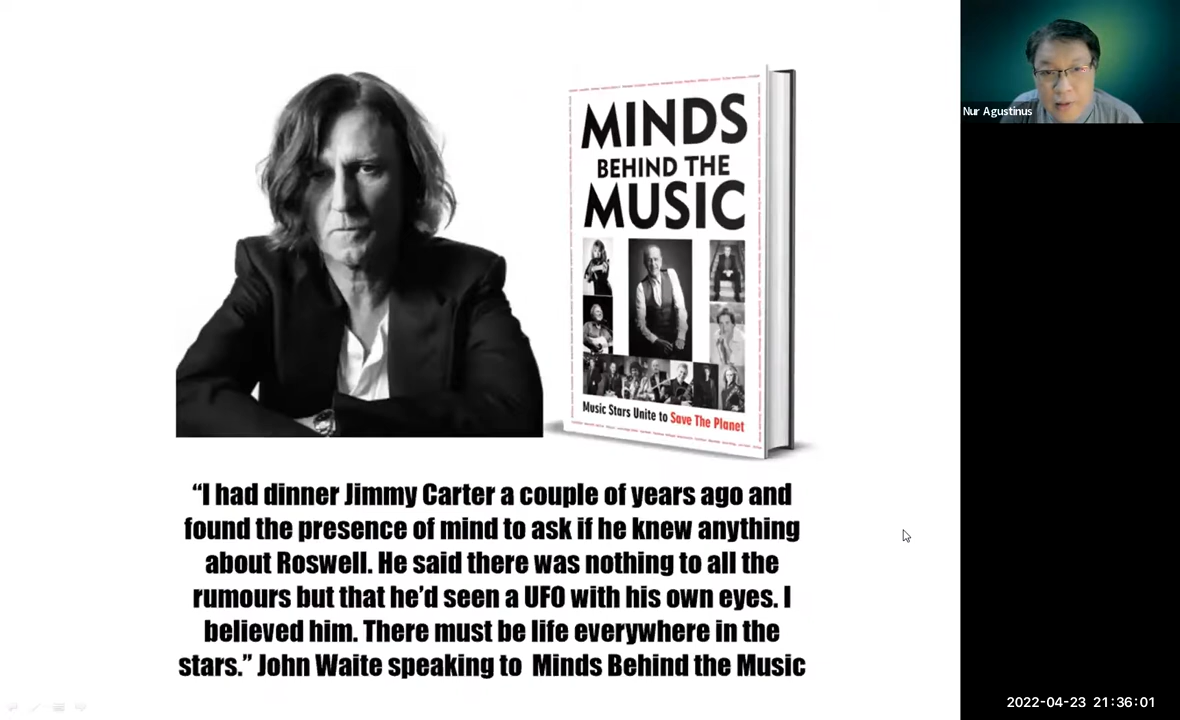 MINDS
BEHIND THE
MUSIC
Music Stars Unite to Save The Planet
“I had dinner Jimmy Carter a couple of years ago and
found the presence of mind to ask if he knew anything
about Roswell. He said there was nothing to all the
rumours but that he’d seen a UFO with his own eyes. I
believed him. There must be life everywhere in the
stars.” John Waite speaking to Minds Behind the Music
Nur Agustinus
2022-04-23 21:36:01